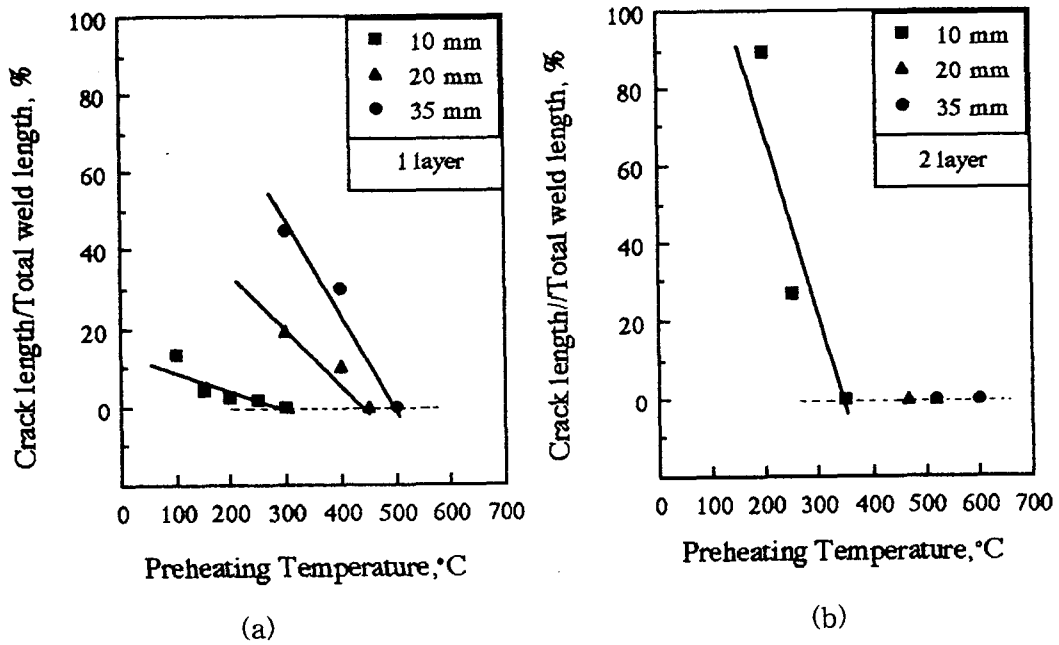 100
80
60
40
20
0
Crack length/Total weld length, %
10 mm
20 mm
35 mm
1 layer
0 100 200 300 400 500 600 700
Preheating Temperature,°C
(a)
100
80
60
40
20
0
Crack length//Total weld length, %
10 mm
20 mm
35 mm
2 layer
0 100 200 300 400 500 600 700
Preheating Temperature,°C
(b)